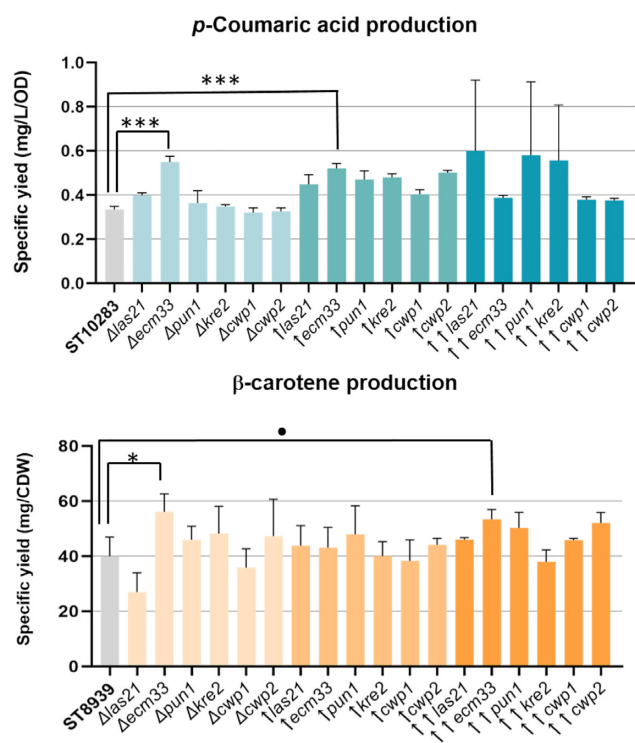 p-Coumaric acid production
Specific yied (mg/L/OD)
1.0
0.8
0.6
0.4
0.2
0.0
***
***
ST10283
Δlas21
Δecm33
Δpun1
Δkre2
Δcwp1
Δcwp2
↑las21
↑ecm33
↑pun1
↑kre2
↑cwp1
↑cwp2
↑↑las21
↑↑ecm33
↑↑pun1
↑↑kre2
↑↑cwp1
↑↑cwp2
β-carotene production
Specific yield (mg/CDW)
80
60
40
20
0
*
•
ST8939
Δlas21
Δecm33
Δpun1
Δkre2
Δcwp1
Δcwp2
↑las21
↑ecm33
↑pun1
↑kre2
↑cwp1
↑cwp2
↑↑las21
↑↑ecm33
↑↑pun1
↑↑kre2
↑↑cwp1
↑↑cwp2